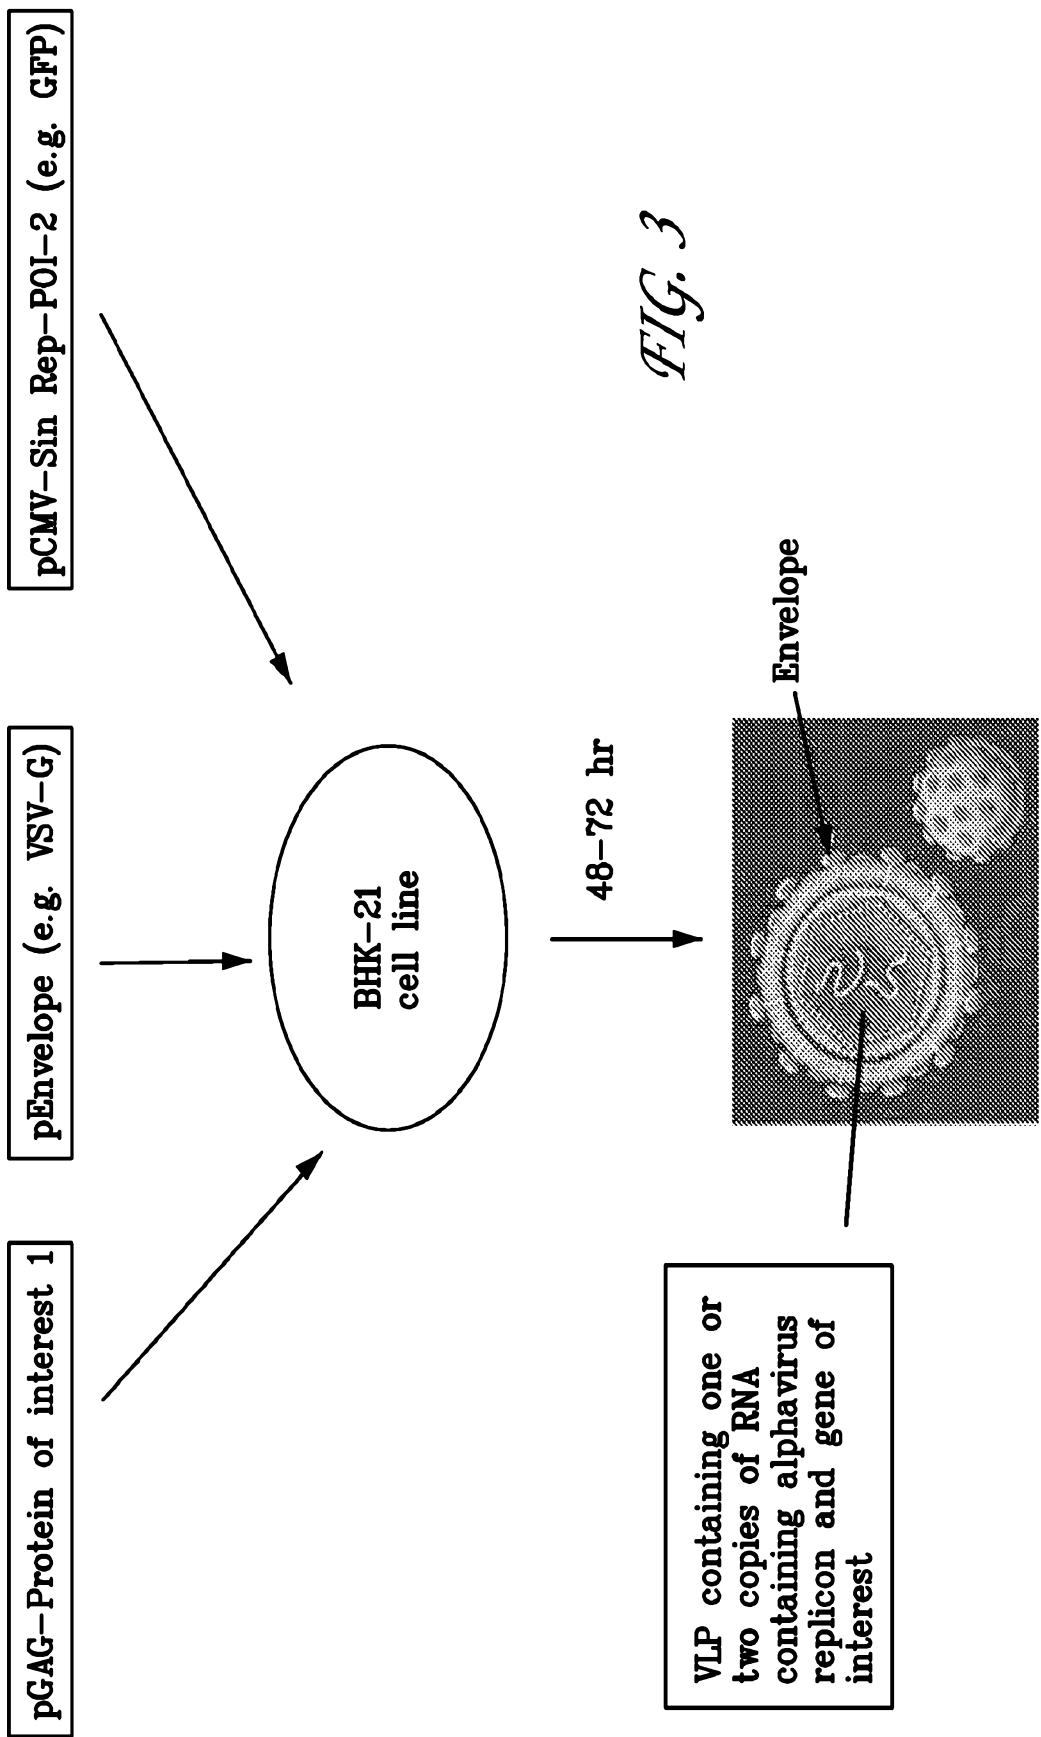 pGAG-Protein of interest 1
pEnvelope (e.g. VSV-G)
pCMV-Sin Rep-POI-2 (e.g. GFP)
BHK-21
cell line
48-72 hr
FIG. 3
Envelope
VLP containing one or
two copies of RNA
containing alphavirus
replicon and gene of
interest